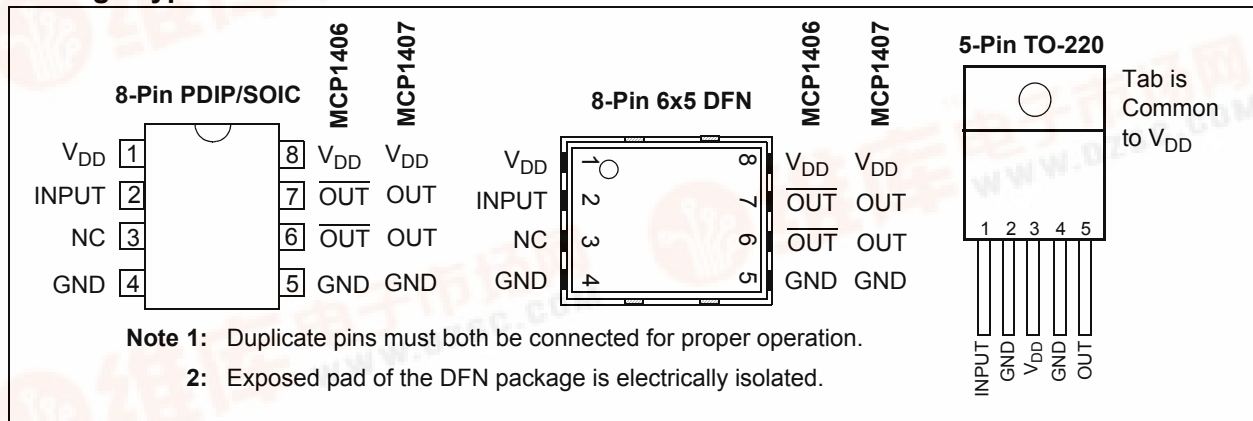 8-Pin PDIP/SOIC
MCP1406
MCP1407
VDD 1
INPUT 2
NC 3
GND 4
8 VDD VDD
7 OUT OUT
6 OUT OUT
5 GND GND
8-Pin 6x5 DFN
MCP1406
MCP1407
VDD 1
INPUT 2
NC 3
GND 4
8 VDD VDD
7 OUT OUT
6 OUT OUT
5 GND GND
5-Pin TO-220
Tab is
Common
to VDD
1 2 3 4 5
INPUT
GND
VDD
GND
OUT
Note 1: Duplicate pins must both be connected for proper operation.
2: Exposed pad of the DFN package is electrically isolated.